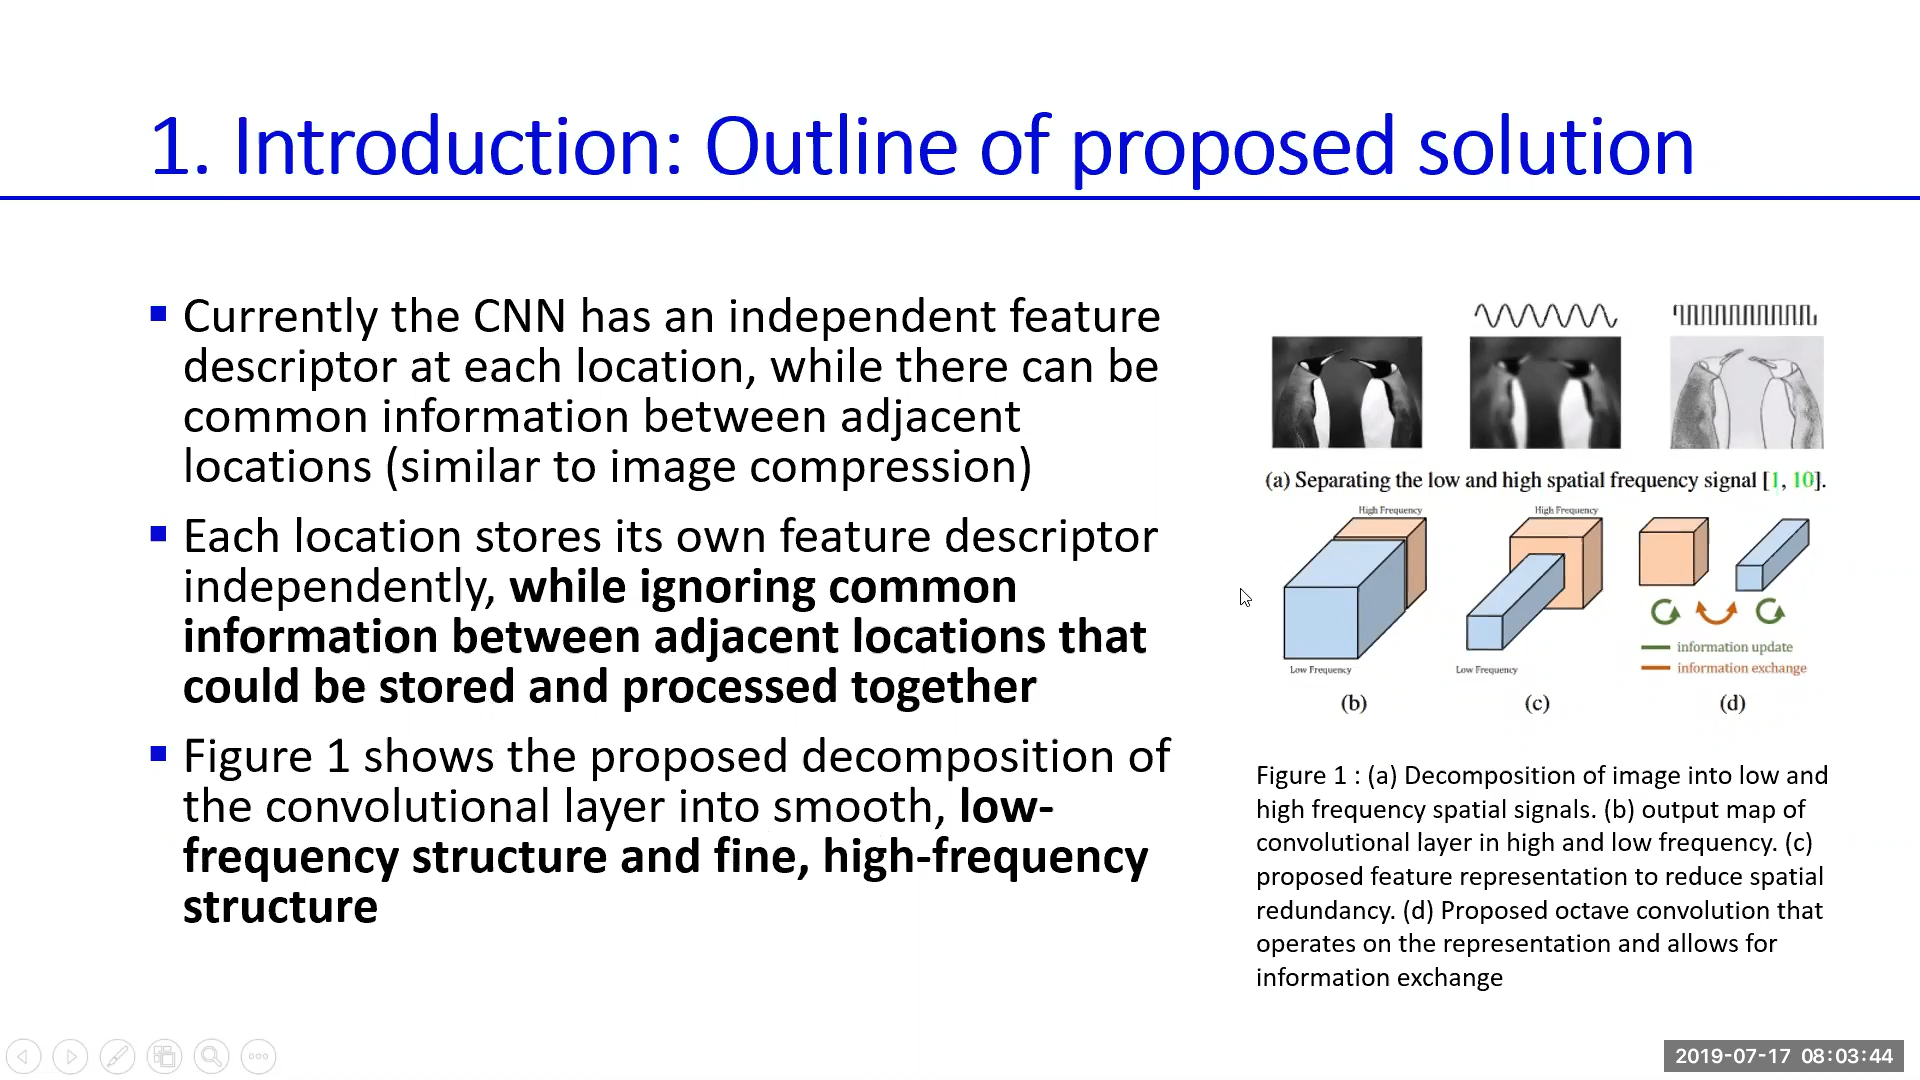 1. Introduction: Outline of proposed solution
Currently the CNN has an independent feature
descriptor at each location, while there can be
common information between adjacent
locations (similar to image compression)
Each location stores its own feature descriptor
independently, while ignoring common
information between adjacent locations that
could be stored and processed together
Figure 1 shows the proposed decomposition of
the convolutional layer into smooth, low-
frequency structure and fine, high-frequency
structure
(a) Separating the low and high spatial frequency signal [1, 10].
High Frequency
High Frequency
information update
information exchange
Low Frequency
Low Frequency
(b)
(c)
(d)
Figure 1 : (a) Decomposition of image into low and
high frequency spatial signals. (b) output map of
convolutional layer in high and low frequency. (c)
proposed feature representation to reduce spatial
redundancy. (d) Proposed octave convolution that
operates on the representation and allows for
information exchange
2019-07-17 08:03:44